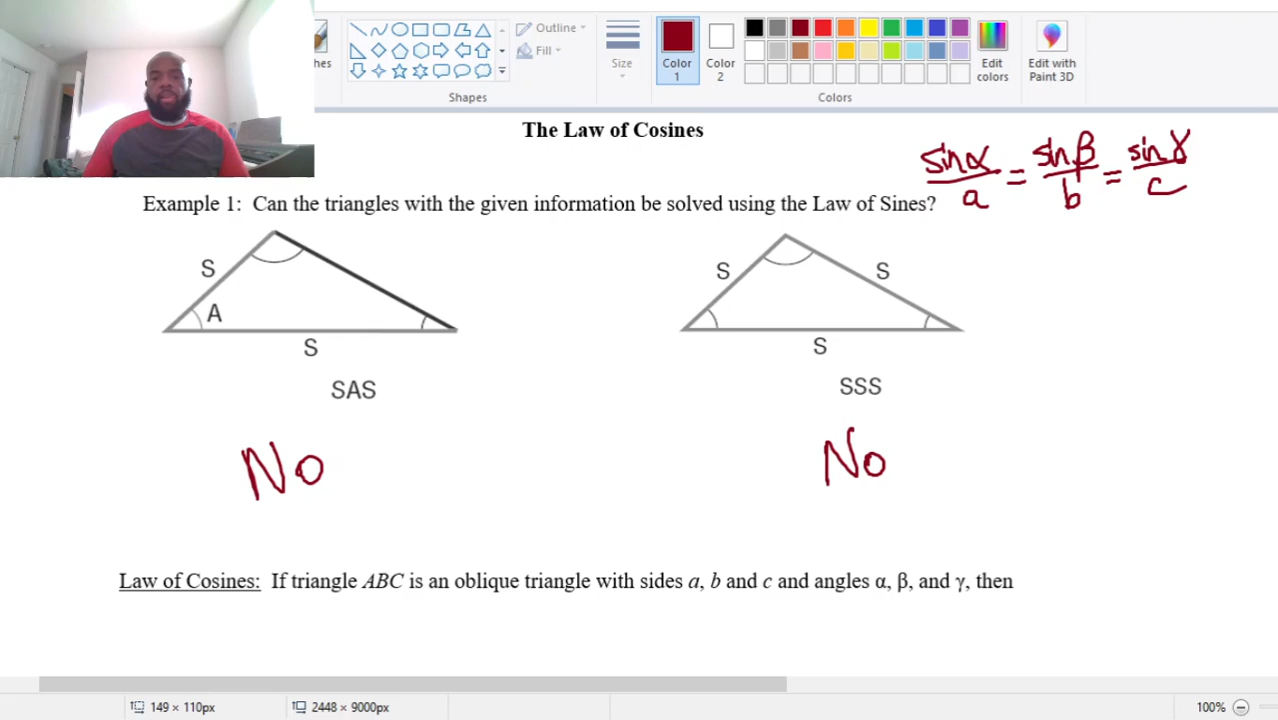 Outline
Fill
hes
Size
Color 1
Color 2
Edit colors
Edit with Paint 3D
Shapes
Colors
The Law of Cosines
sinα/a = sinβ/b = sinγ/c
Example 1: Can the triangles with the given information be solved using the Law of Sines?
S
S
S
A
S
S
SAS
SSS
No
No
Law of Cosines: If triangle ABC is an oblique triangle with sides a, b and c and angles α, β, and γ, then
149 × 110px
2448 × 9000px
100%